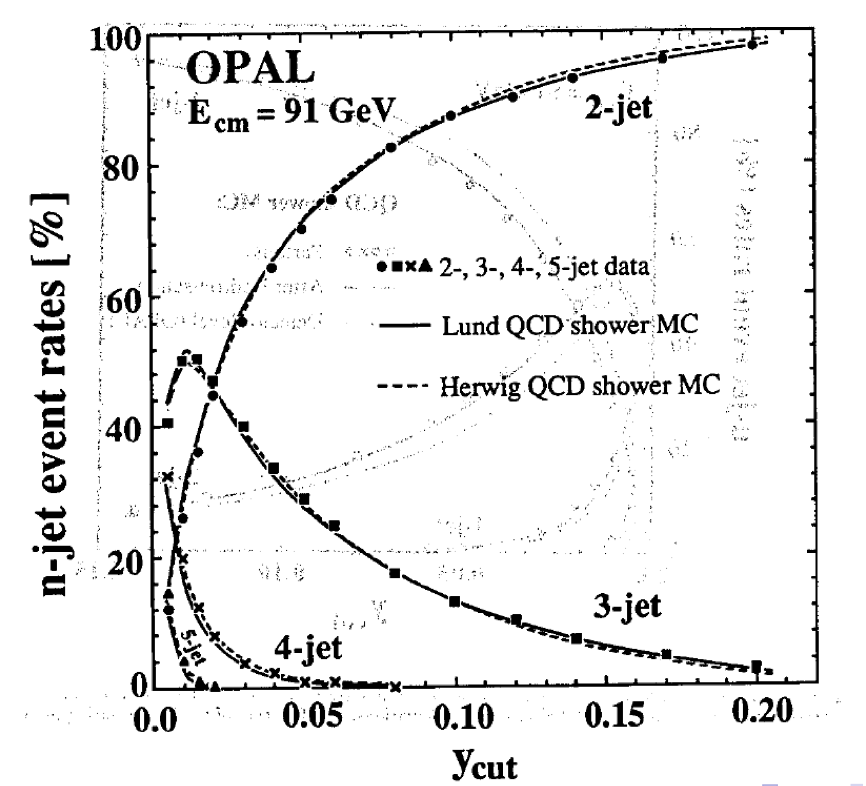 OPAL
E_cm = 91 GeV
2-jet
●■×▲ 2-, 3-, 4-, 5-jet data
Lund QCD shower MC
Herwig QCD shower MC
3-jet
4-jet
5-jet
n-jet event rates [%]
100
80
60
40
20
0
0.0 0.05 0.10 0.15 0.20
y_cut